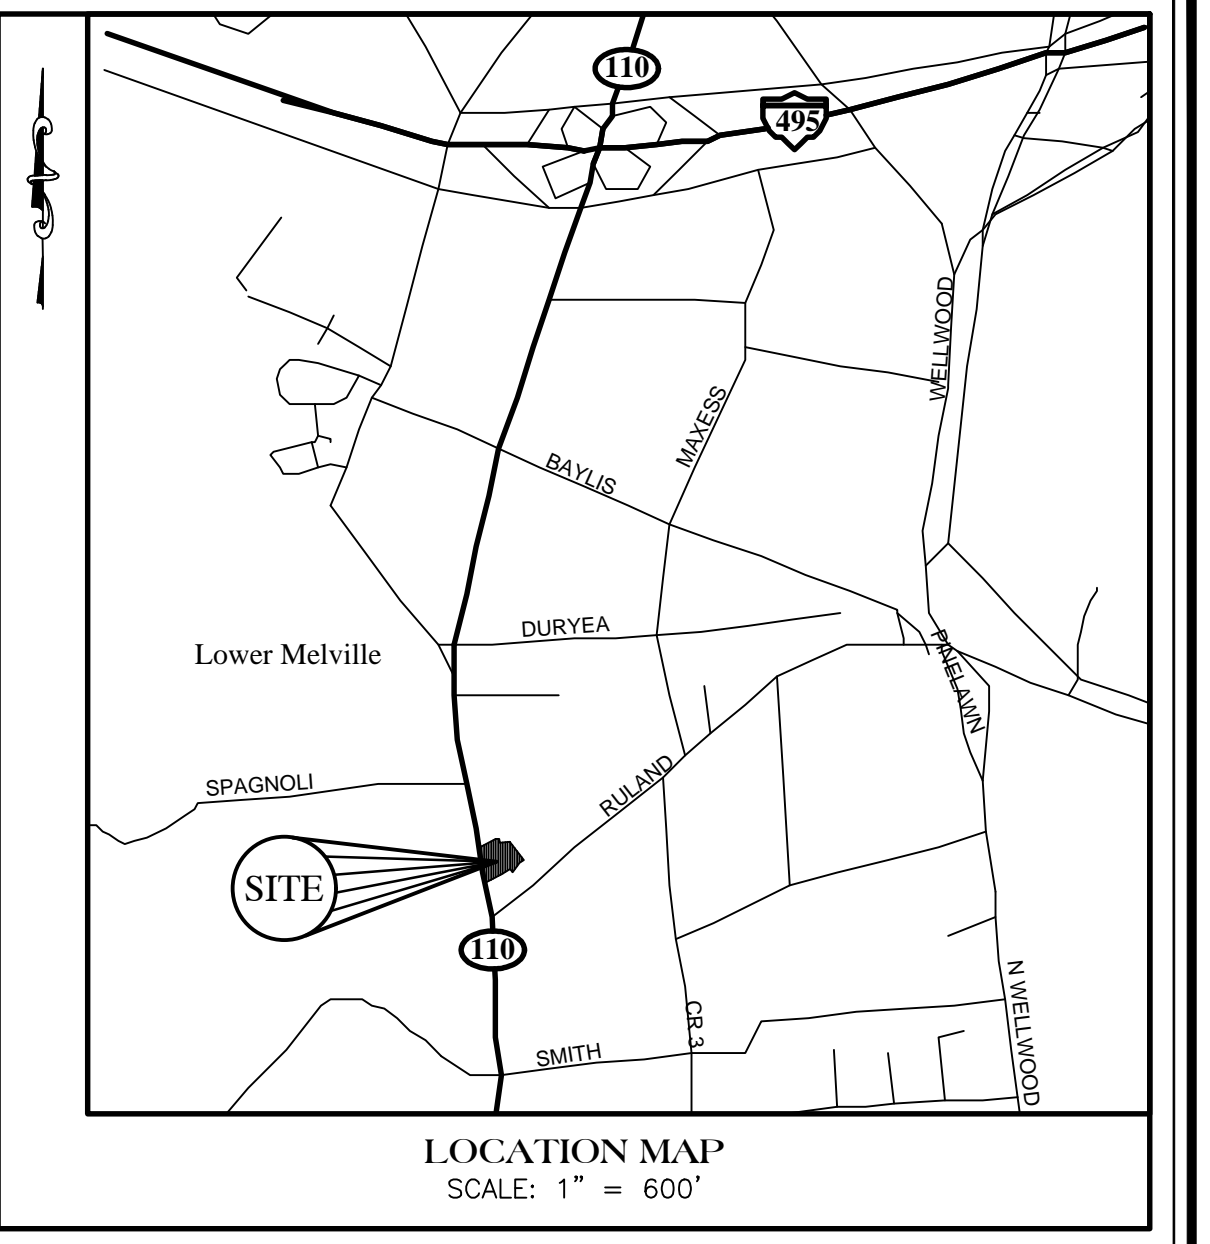 110
495
WELLWOOD
MAXESS
BAYLIS
DURYEA
PINELAWN
Lower Melville
SPAGNOLI
RULAND
SITE
110
N WELLWOOD
CR 3
SMITH
LOCATION MAP
SCALE: 1" = 600'